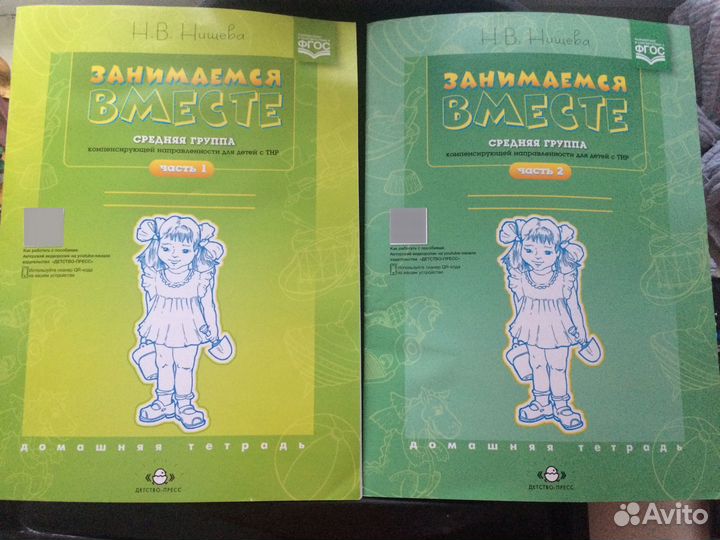 Н.В. Нищева
ФГОС
ЗАНИМАЕМСЯ
ВМЕСТЕ
СРЕДНЯЯ ГРУППА
компенсирующей направленности для детей с ТНР
часть 1
Как работать с пособием.
Авторский видеоролик на youtube-канале
издательства «ДЕТСТВО-ПРЕСС»
Используйте сканер QR-кода
на вашем устройстве
домашняя тетрадь
ДЕТСТВО-ПРЕСС
Н.В. Нищева
ФГОС
ЗАНИМАЕМСЯ
ВМЕСТЕ
СРЕДНЯЯ ГРУППА
компенсирующей направленности для детей с ТНР
часть 2
Как работать с пособием.
Авторский видеоролик на youtube-канале
издательства «ДЕТСТВО-ПРЕСС»
Используйте сканер QR-кода
на вашем устройстве
домашняя тетрадь
ДЕТСТВО-ПРЕСС
Avito